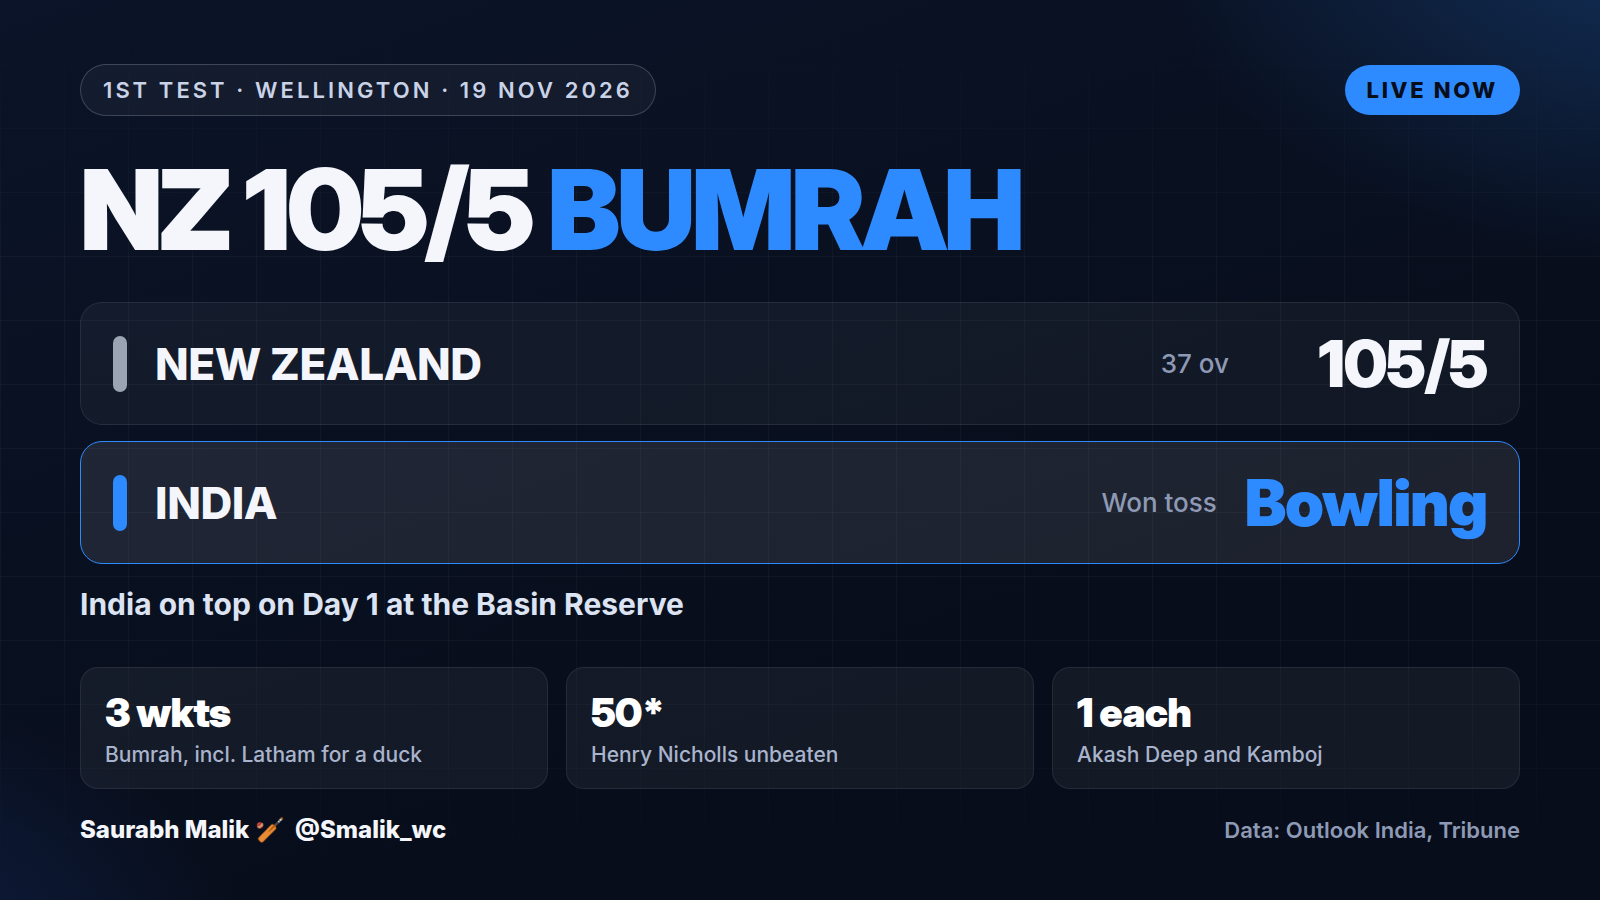 1ST TEST · WELLINGTON · 19 NOV 2026
LIVE NOW
NZ 105/5 BUMRAH
NEW ZEALAND
37 ov
105/5
INDIA
Won toss
Bowling
India on top on Day 1 at the Basin Reserve
3 wkts
Bumrah, incl. Latham for a duck
50*
Henry Nicholls unbeaten
1 each
Akash Deep and Kamboj
Saurabh Malik 🏏 @Smalik_wc
Data: Outlook India, Tribune